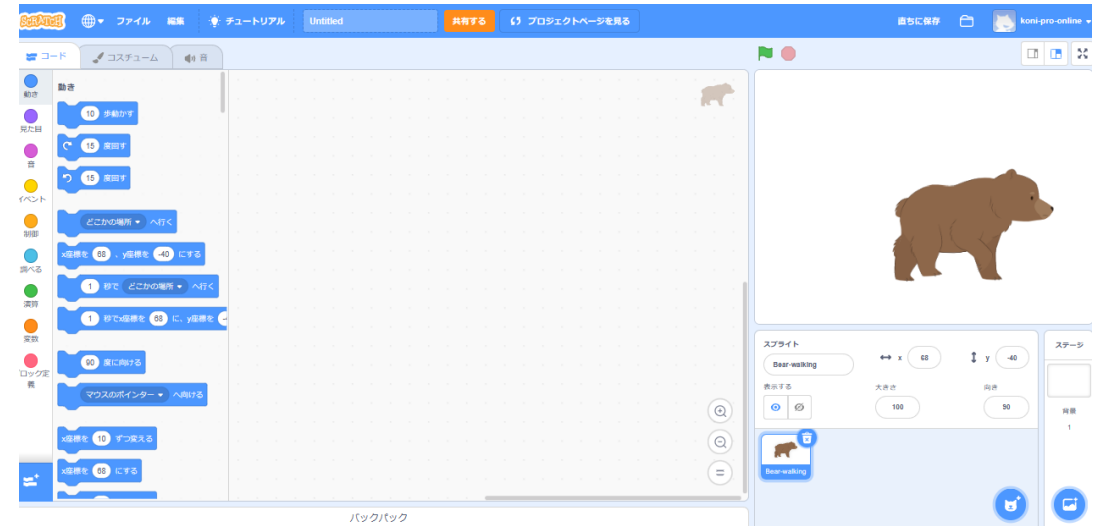 SCRATCH
ファイル
編集
チュートリアル
Untitled
共有する
プロジェクトページを見る
直ちに保存
koni-pro-online
コード
コスチューム
音
動き
見た目
音
イベント
制御
調べる
演算
変数
ブロック定
義
動き
10 歩動かす
15 度回す
15 度回す
どこかの場所 へ行く
x座標を 68 、y座標を -40 にする
1 秒で どこかの場所 へ行く
1 秒でx座標を 68 に、y座標を
90 度に向ける
マウスのポインター へ向ける
x座標を 10 ずつ変える
x座標を 68 にする
バックパック
スプライト
Bear-walking
x 68
y -40
表示する
大きさ
100
向き
90
Bear-walking
ステージ
背景
1